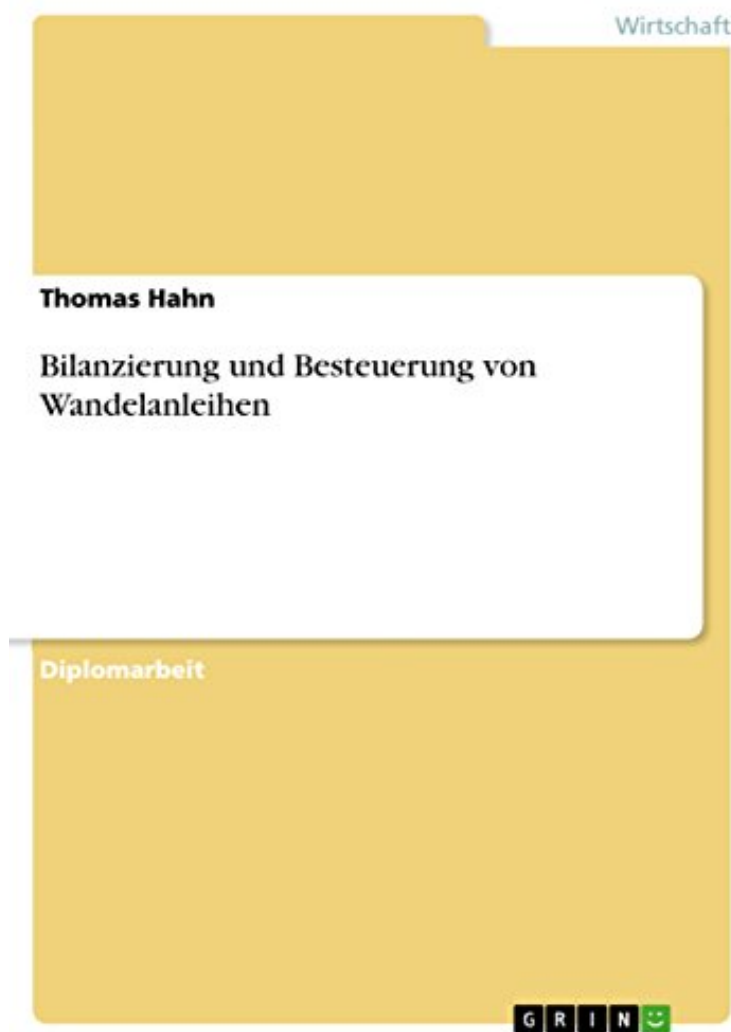 Wirtschaft
Thomas Hahn
Bilanzierung und Besteuerung von
Wandelanleihen
Diplomarbeit
GRIN